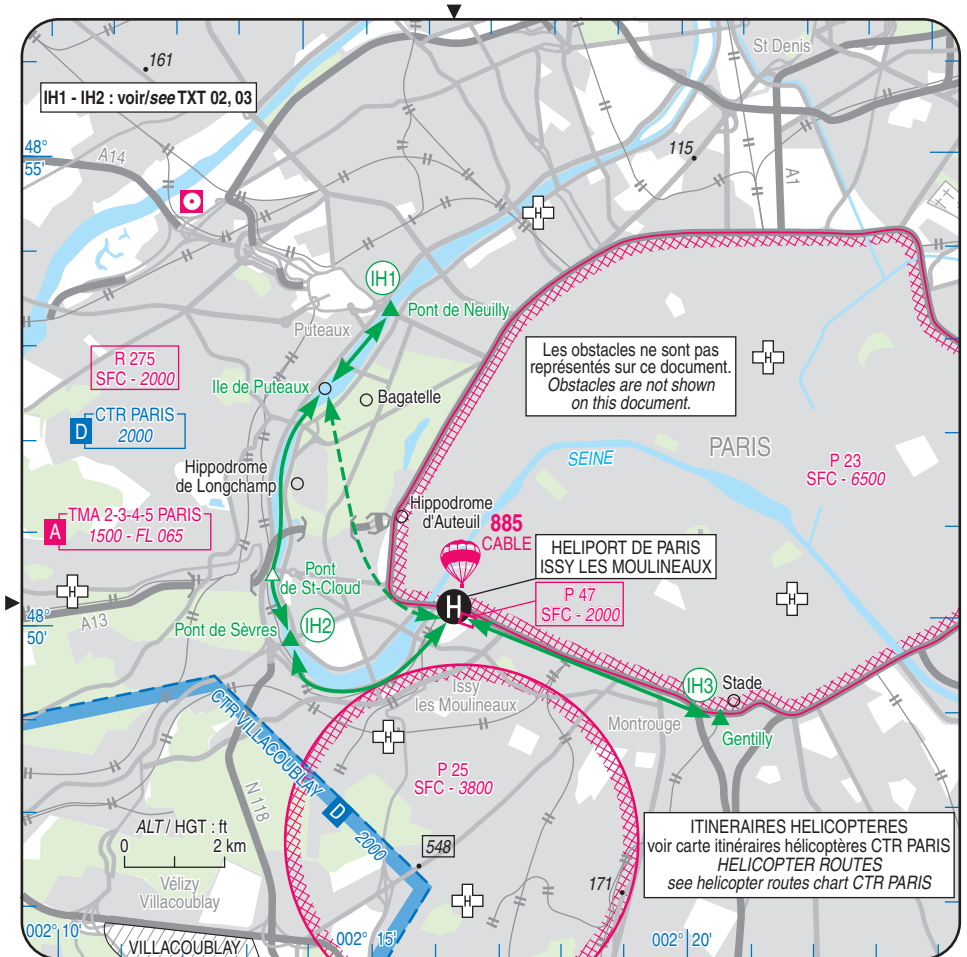 161
St Denis
IH1 - IH2 : voir/see TXT 02, 03
48°
55'
A14
115
A1
H
IH1
Pont de Neuilly
Puteaux
R 275
SFC - 2000
Ile de Puteaux
Bagatelle
Les obstacles ne sont pas
représentés sur ce document.
Obstacles are not shown
on this document.
H
D
CTR PARIS
2000
PARIS
SEINE
P 23
SFC - 6500
Hippodrome
de Longchamp
Hippodrome
d'Auteuil
885
CABLE
A
TMA 2-3-4-5 PARIS
1500 - FL 065
HELIPORT DE PARIS
ISSY LES MOULINEAUX
Pont
de St-Cloud
H
H
P 47
SFC - 2000
H
48°
50'
A13
Pont de Sèvres
IH2
IH3
Stade
Issy
les Moulineaux
Montrouge
Gentilly
CTR VILLACOUBLAY
D
2000
H
P 25
SFC - 3800
N 118
ALT / HGT : ft
0
2 km
548
ITINERAIRES HELICOPTERES
voir carte itinéraires hélicoptères CTR PARIS
HELICOPTER ROUTES
see helicopter routes chart CTR PARIS
Vélizy
Villacoublay
171
H
002° 10'
VILLACOUBLAY
002° 15'
002° 20'